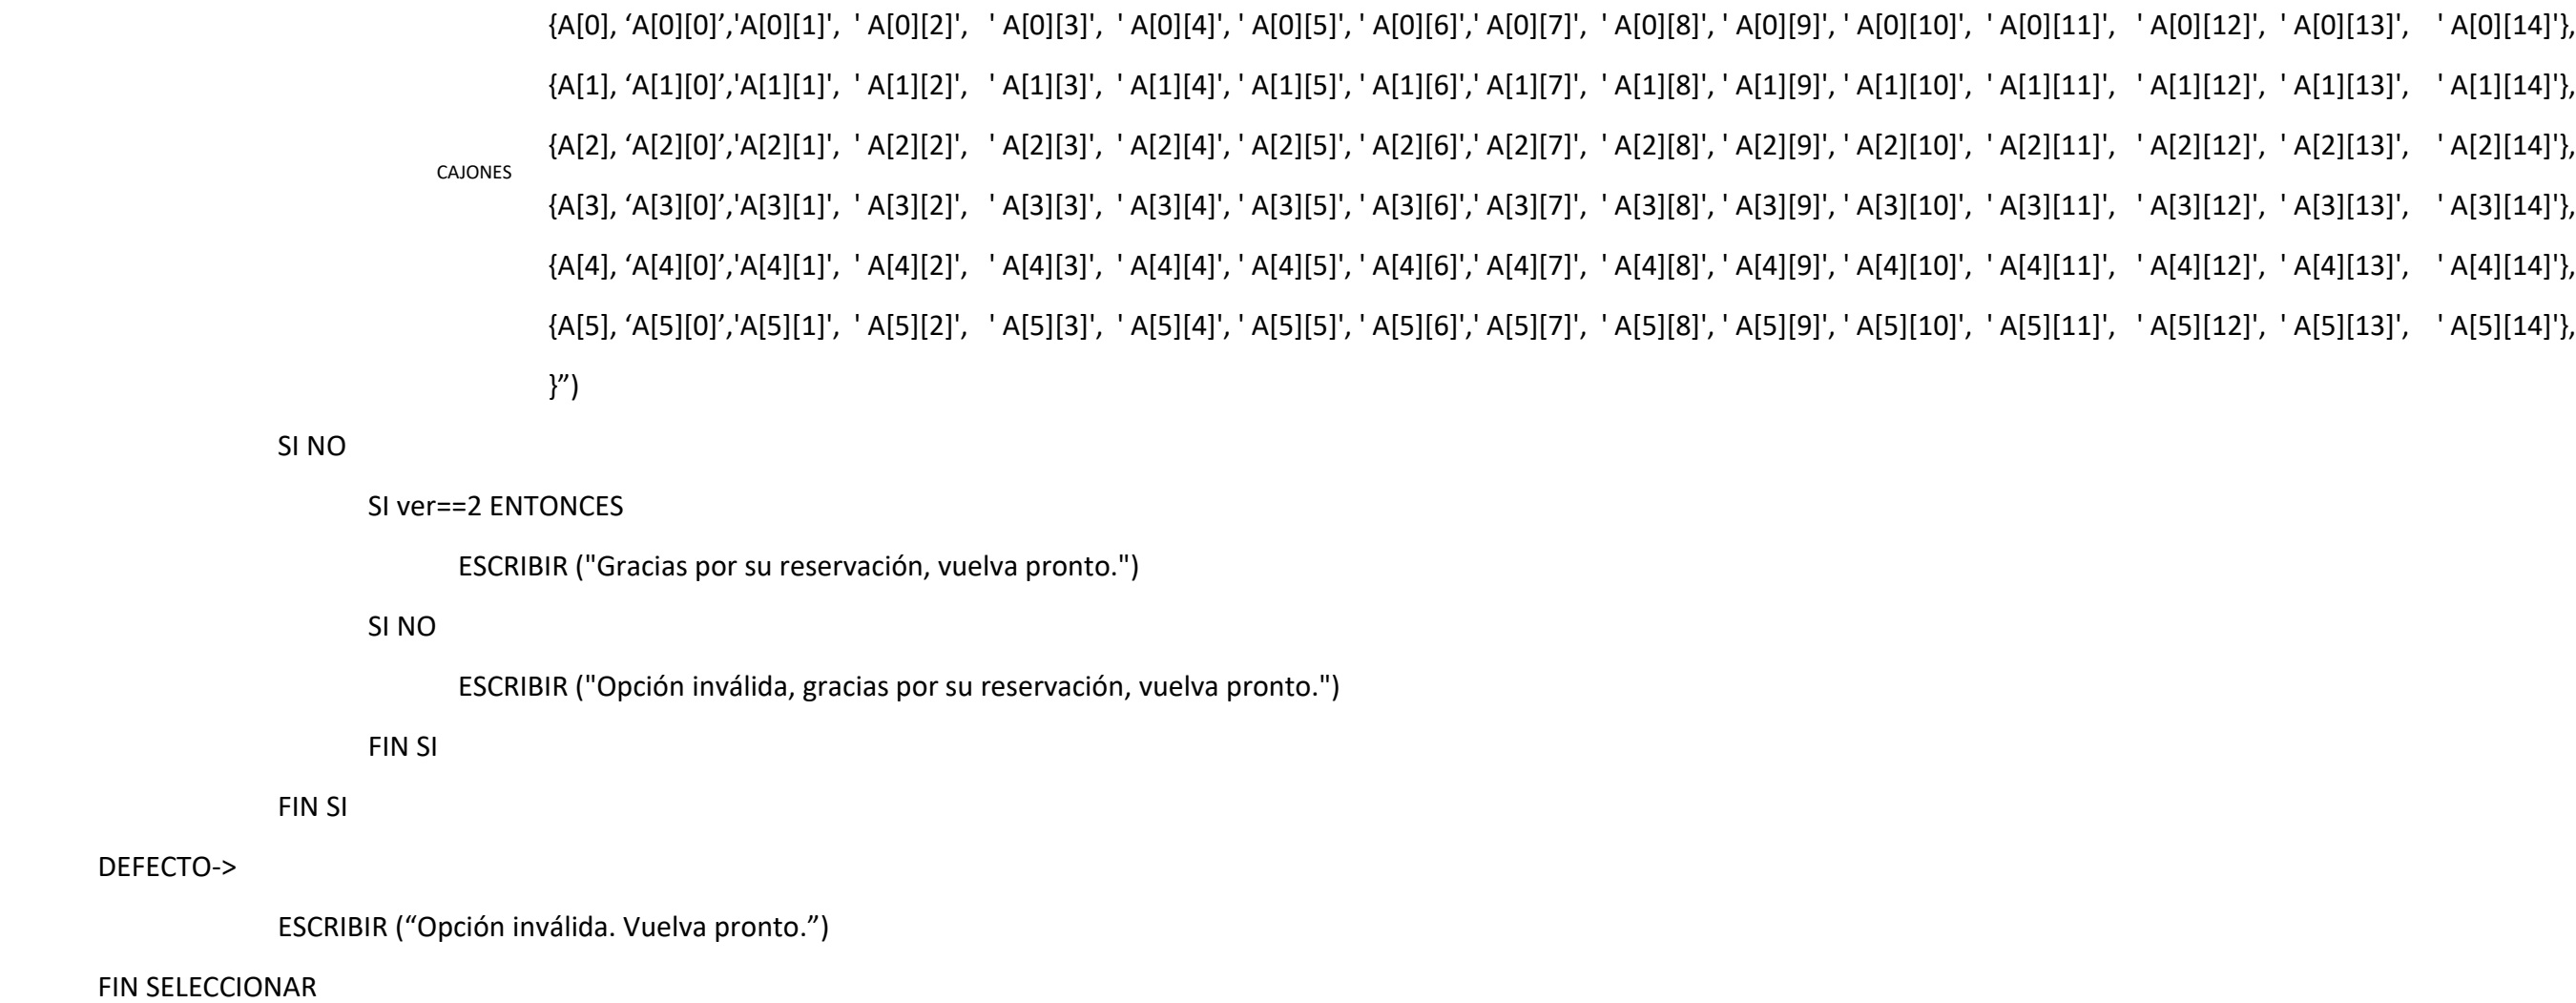 {A[0], ‘A[0][0]’,'A[0][1]', ' A[0][2]', ' A[0][3]', ' A[0][4]', ' A[0][5]', ' A[0][6]',' A[0][7]', ' A[0][8]', ' A[0][9]', ' A[0][10]', ' A[0][11]', ' A[0][12]', ' A[0][13]', ' A[0][14]'},
{A[1], ‘A[1][0]’,'A[1][1]', ' A[1][2]', ' A[1][3]', ' A[1][4]', ' A[1][5]', ' A[1][6]',' A[1][7]', ' A[1][8]', ' A[1][9]', ' A[1][10]', ' A[1][11]', ' A[1][12]', ' A[1][13]', ' A[1][14]'},
{A[2], ‘A[2][0]’,'A[2][1]', ' A[2][2]', ' A[2][3]', ' A[2][4]', ' A[2][5]', ' A[2][6]',' A[2][7]', ' A[2][8]', ' A[2][9]', ' A[2][10]', ' A[2][11]', ' A[2][12]', ' A[2][13]', ' A[2][14]'},
CAJONES
{A[3], ‘A[3][0]’,'A[3][1]', ' A[3][2]', ' A[3][3]', ' A[3][4]', ' A[3][5]', ' A[3][6]',' A[3][7]', ' A[3][8]', ' A[3][9]', ' A[3][10]', ' A[3][11]', ' A[3][12]', ' A[3][13]', ' A[3][14]'},
{A[4], ‘A[4][0]’,'A[4][1]', ' A[4][2]', ' A[4][3]', ' A[4][4]', ' A[4][5]', ' A[4][6]',' A[4][7]', ' A[4][8]', ' A[4][9]', ' A[4][10]', ' A[4][11]', ' A[4][12]', ' A[4][13]', ' A[4][14]'},
{A[5], ‘A[5][0]’,'A[5][1]', ' A[5][2]', ' A[5][3]', ' A[5][4]', ' A[5][5]', ' A[5][6]',' A[5][7]', ' A[5][8]', ' A[5][9]', ' A[5][10]', ' A[5][11]', ' A[5][12]', ' A[5][13]', ' A[5][14]'},
}”)
SI NO
SI ver==2 ENTONCES
ESCRIBIR ("Gracias por su reservación, vuelva pronto.")
SI NO
ESCRIBIR ("Opción inválida, gracias por su reservación, vuelva pronto.")
FIN SI
FIN SI
DEFECTO->
ESCRIBIR (“Opción inválida. Vuelva pronto.”)
FIN SELECCIONAR